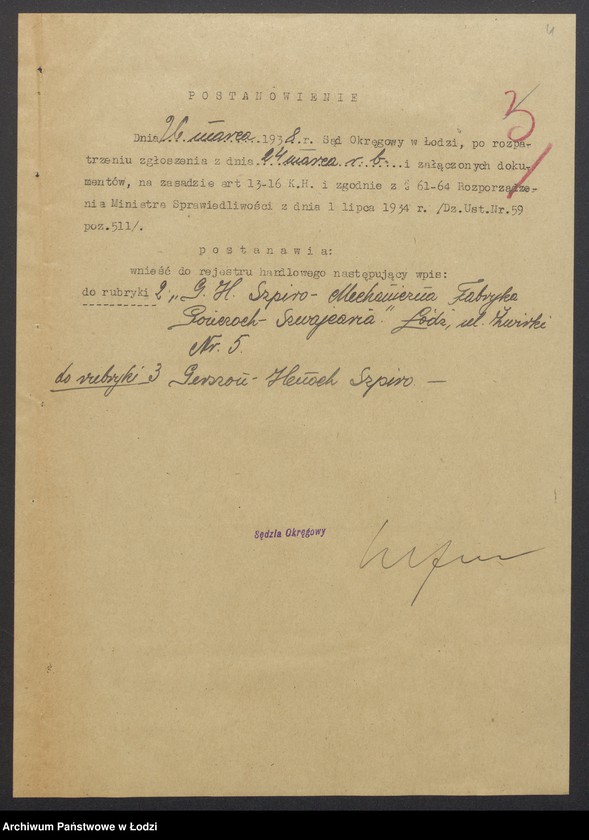 4
5
POSTANOWIENIE
Dnia 26 marca 1938 r. Sąd Okręgowy w Łodzi, po rozpa-
trzeniu zgłoszenia z dnia 24 marca r. b. i załączonych doku-
mentów, na zasadzie art 13-16 K.H. i zgodnie z § 61-64 Rozporządze-
nia Ministra Sprawiedliwości z dnia 1 lipca 1934 r. /Dz.Ust.Nr.59
poz.511/.
postanawia:
wnieść do rejestru handlowego następujący wpis:
do rubryki 2 „G. H. Szpiro - Mechaniczna Fabryka
Pończoch - Szwajcaria." Łódź, ul. Żwirki
Nr. 5.
do rubryki 3 Gerszon - Henoch Szpiro —
Sędzia Okręgowy
Archiwum Państwowe w Łodzi